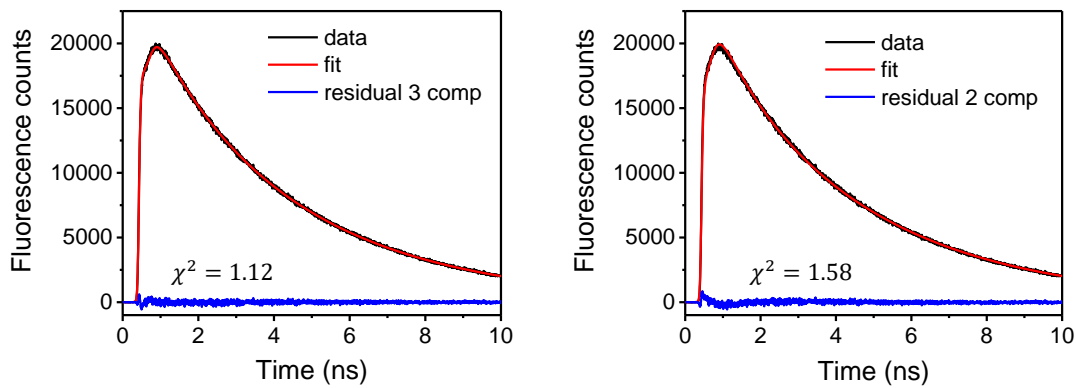 Fluorescence counts
20000
15000
10000
5000
0
data
fit
residual 3 comp
χ² = 1.12
0 2 4 6 8 10
Time (ns)
Fluorescence counts
20000
15000
10000
5000
0
data
fit
residual 2 comp
χ² = 1.58
0 2 4 6 8 10
Time (ns)